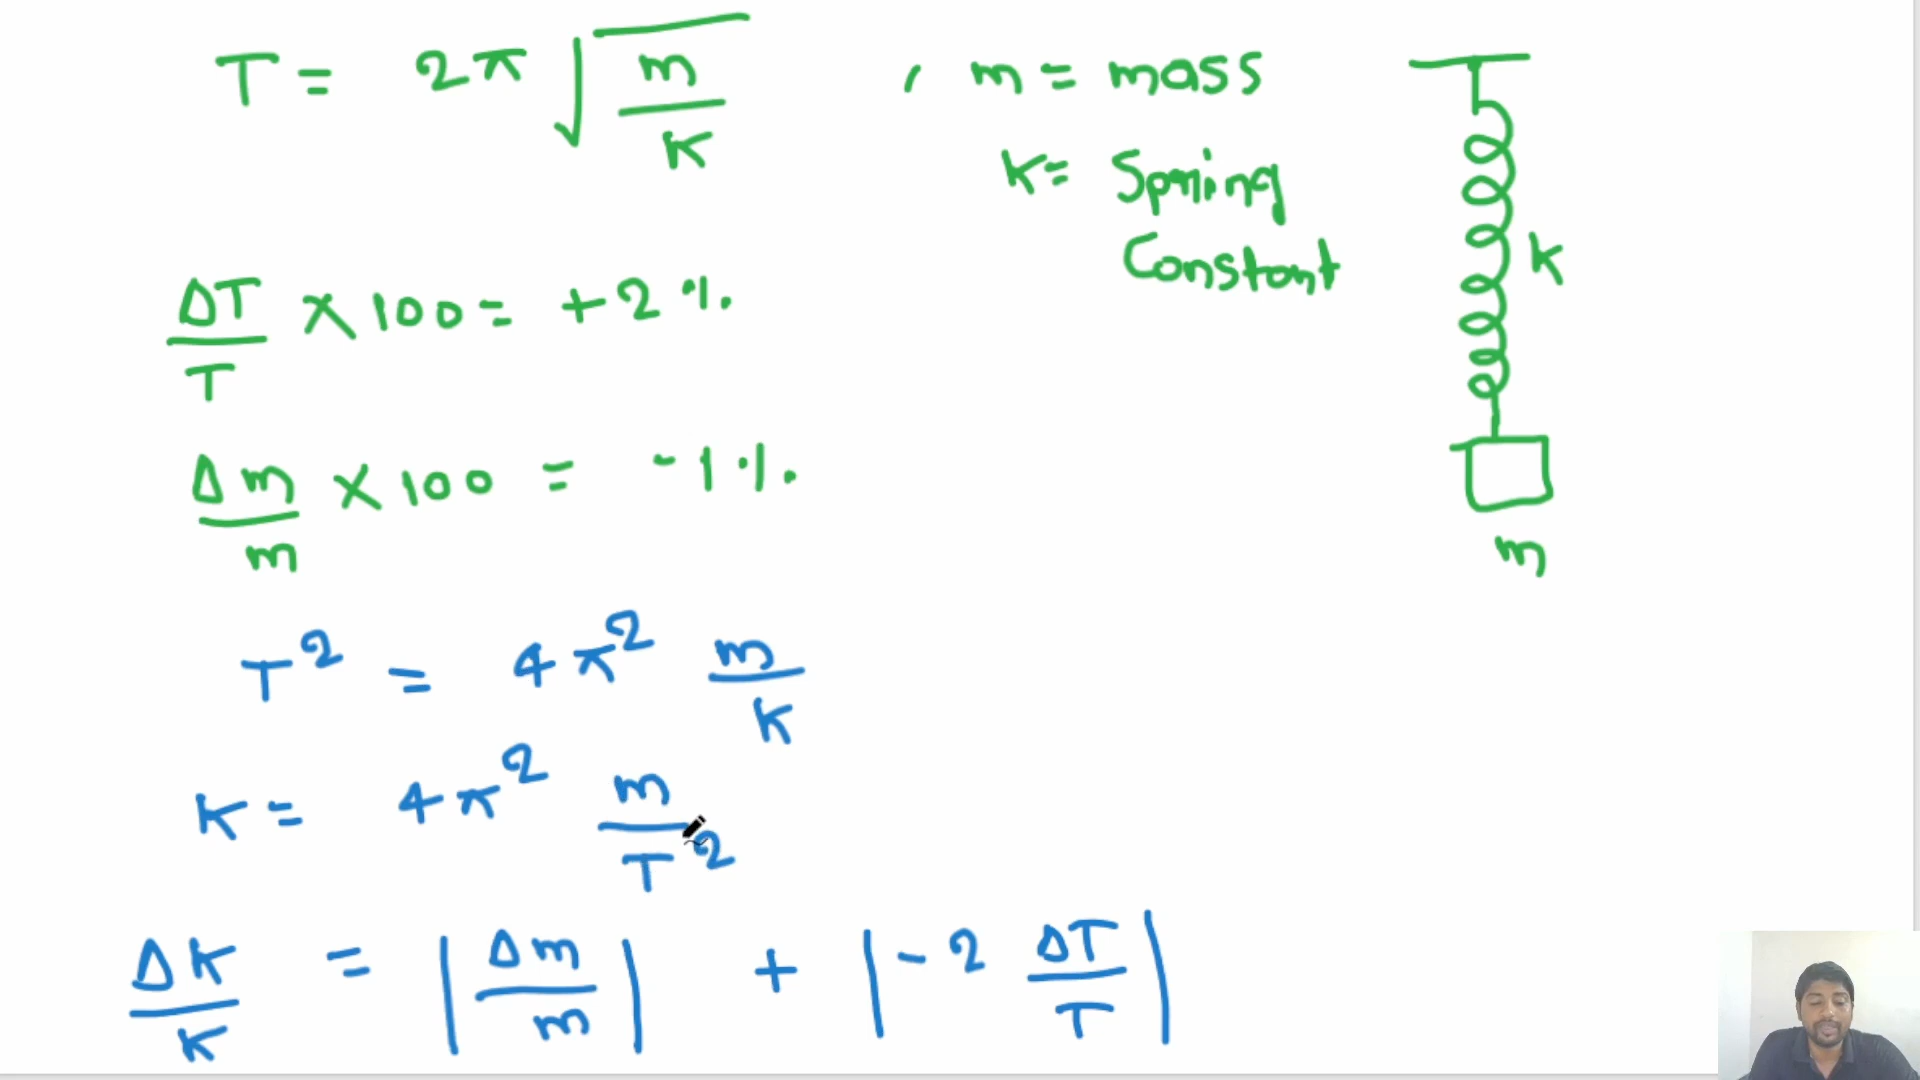 T = 2π √(m/K) , m = mass
K = Spring
Constant
K
ΔT/T × 100 = +2 %.
Δm/m × 100 = -1 %.
m
T² = 4π² m/K
K = 4π² m/T²
ΔK/K = |Δm/m| + |-2 ΔT/T|